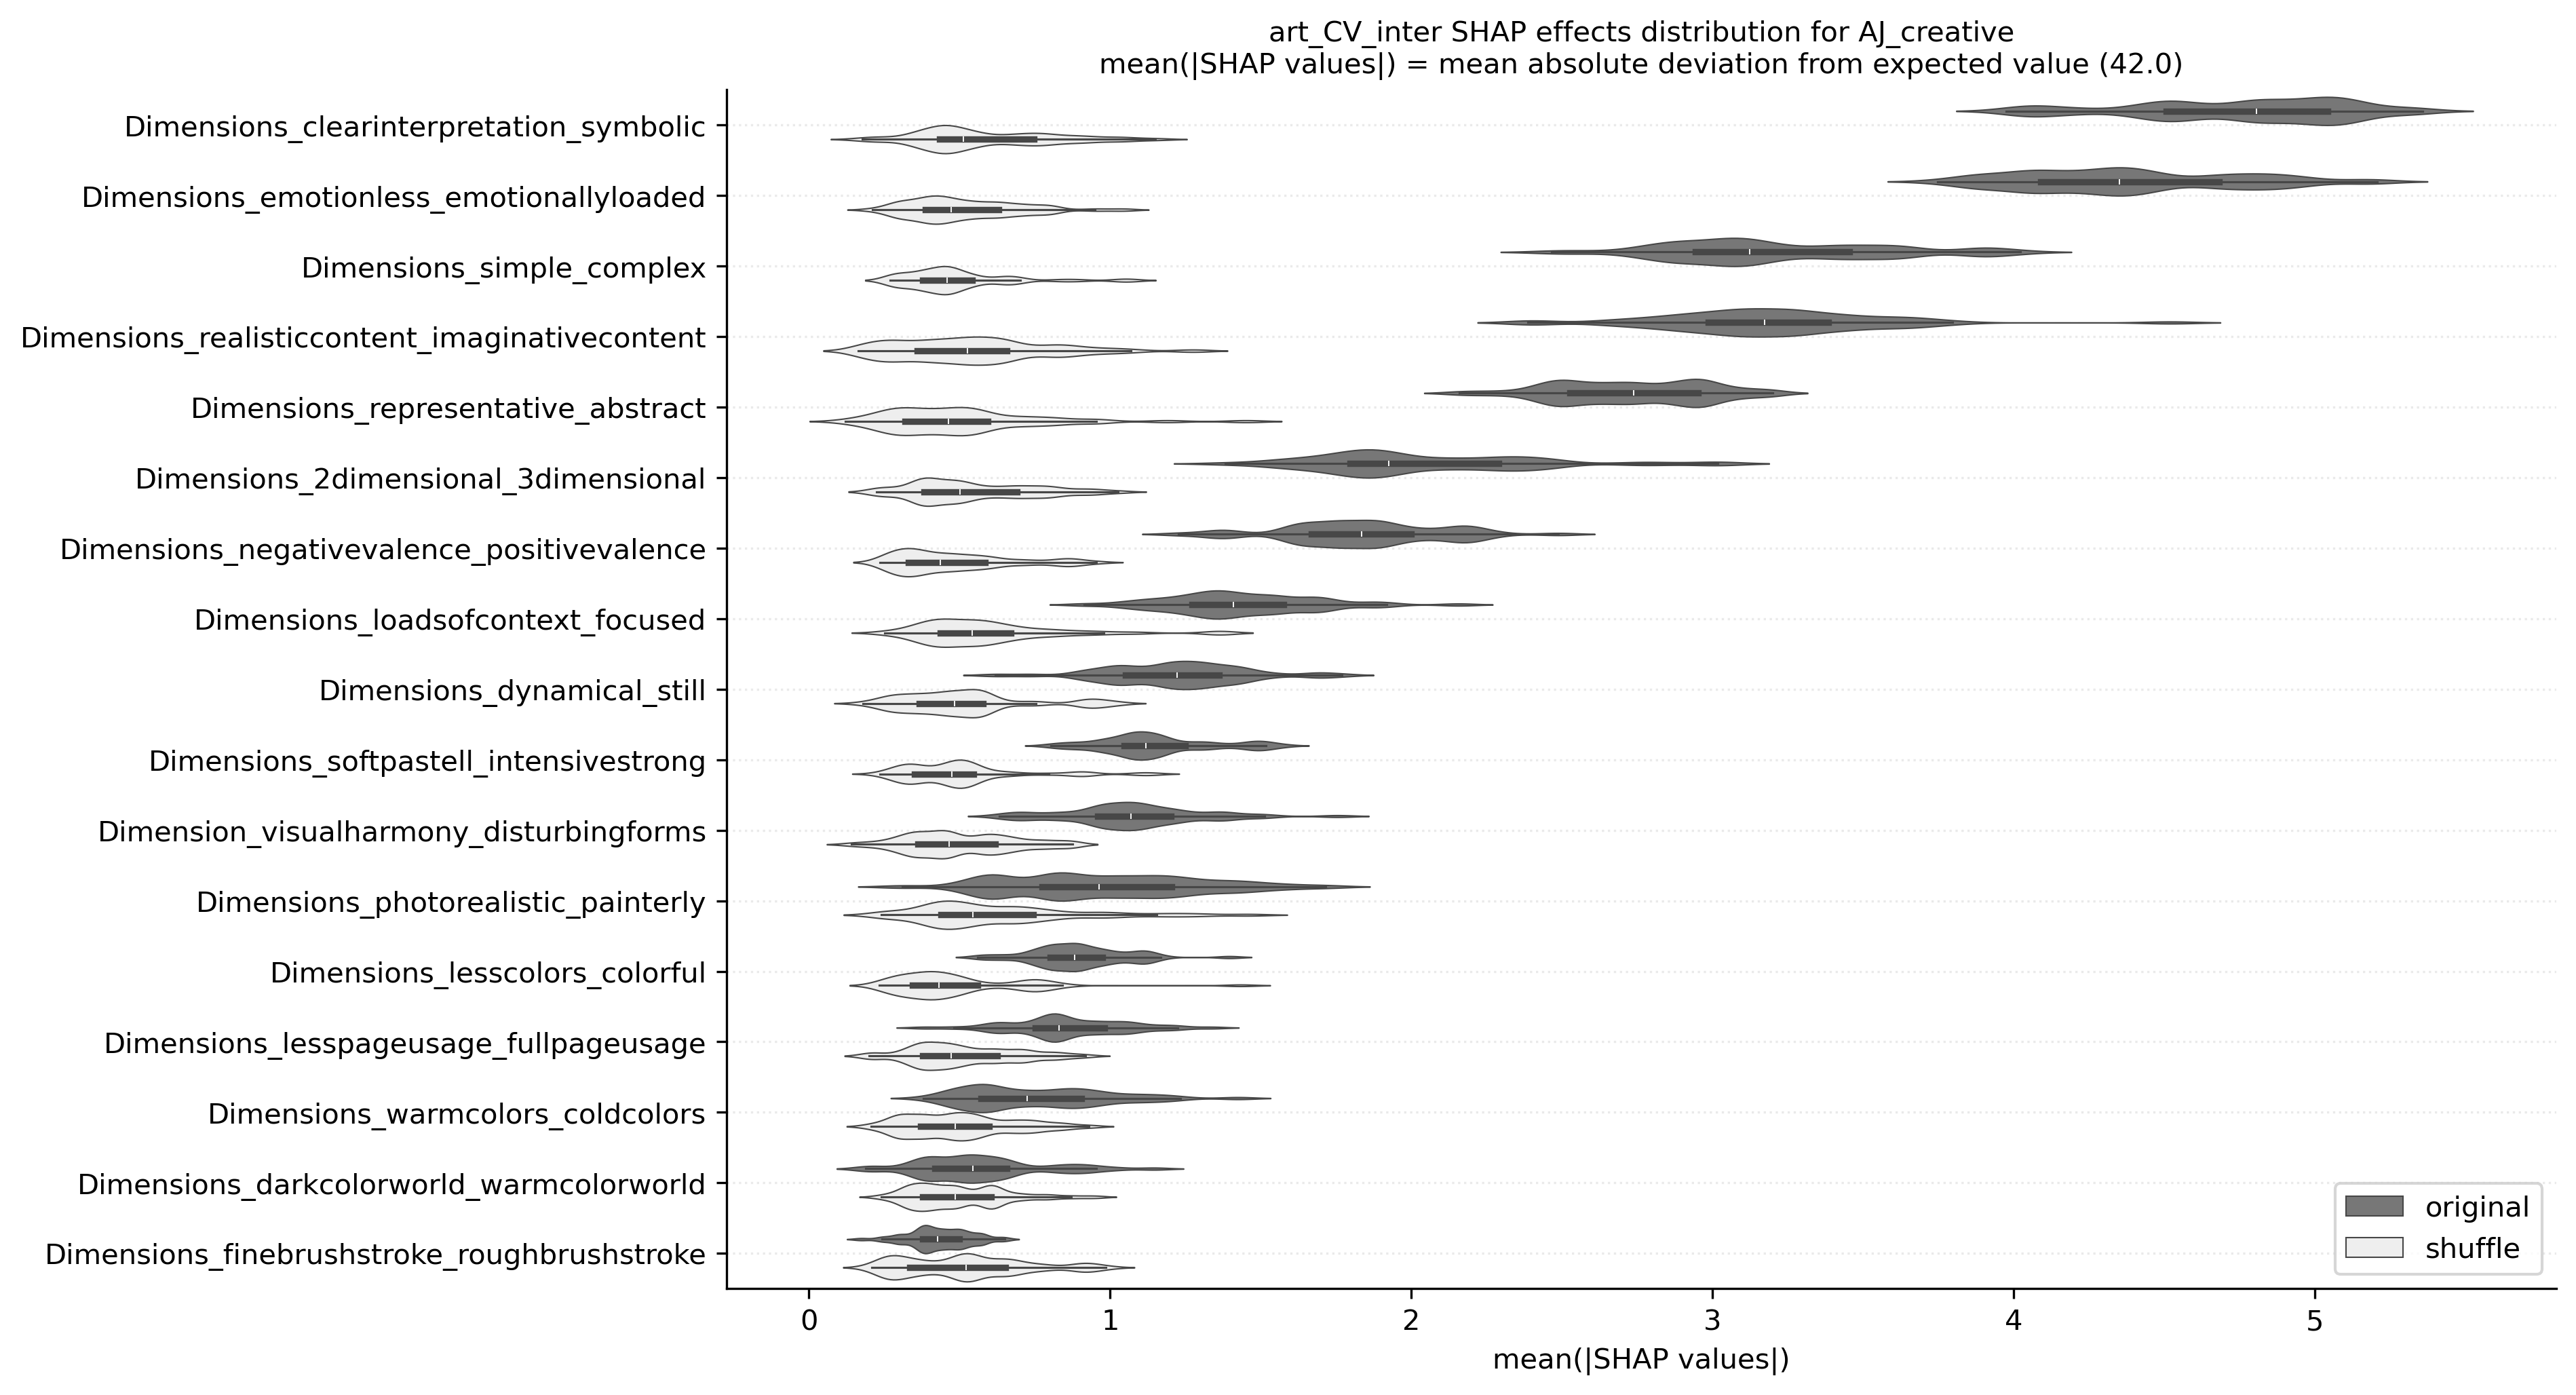 art_CV_inter SHAP effects distribution for AJ_creative
mean(|SHAP values|) = mean absolute deviation from expected value (42.0)
Dimensions_clearinterpretation_symbolic
Dimensions_emotionless_emotionallyloaded
Dimensions_simple_complex
Dimensions_realisticcontent_imaginativecontent
Dimensions_representative_abstract
Dimensions_2dimensional_3dimensional
Dimensions_negativevalence_positivevalence
Dimensions_loadsofcontext_focused
Dimensions_dynamical_still
Dimensions_softpastell_intensivestrong
Dimension_visualharmony_disturbingforms
Dimensions_photorealistic_painterly
Dimensions_lesscolors_colorful
Dimensions_lesspageusage_fullpageusage
Dimensions_warmcolors_coldcolors
Dimensions_darkcolorworld_warmcolorworld
Dimensions_finebrushstroke_roughbrushstroke
original
shuffle
0 1 2 3 4 5
mean(|SHAP values|)